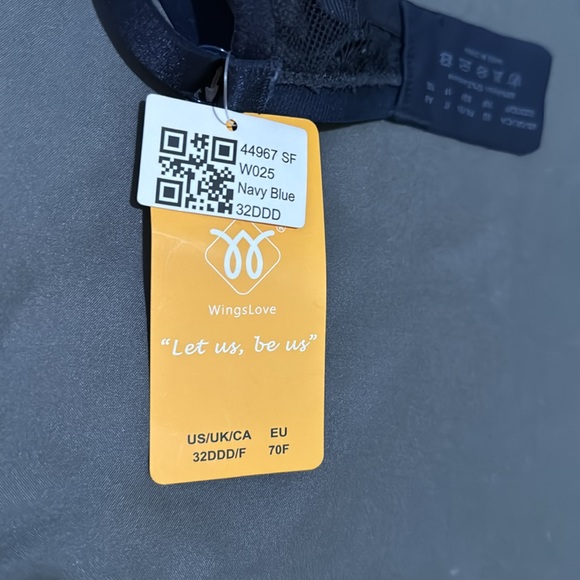 44967 SF
W025
Navy Blue
32DDD
®
WingsLove
“Let us, be us”
US/UK/CA EU
32DDD/F 70F